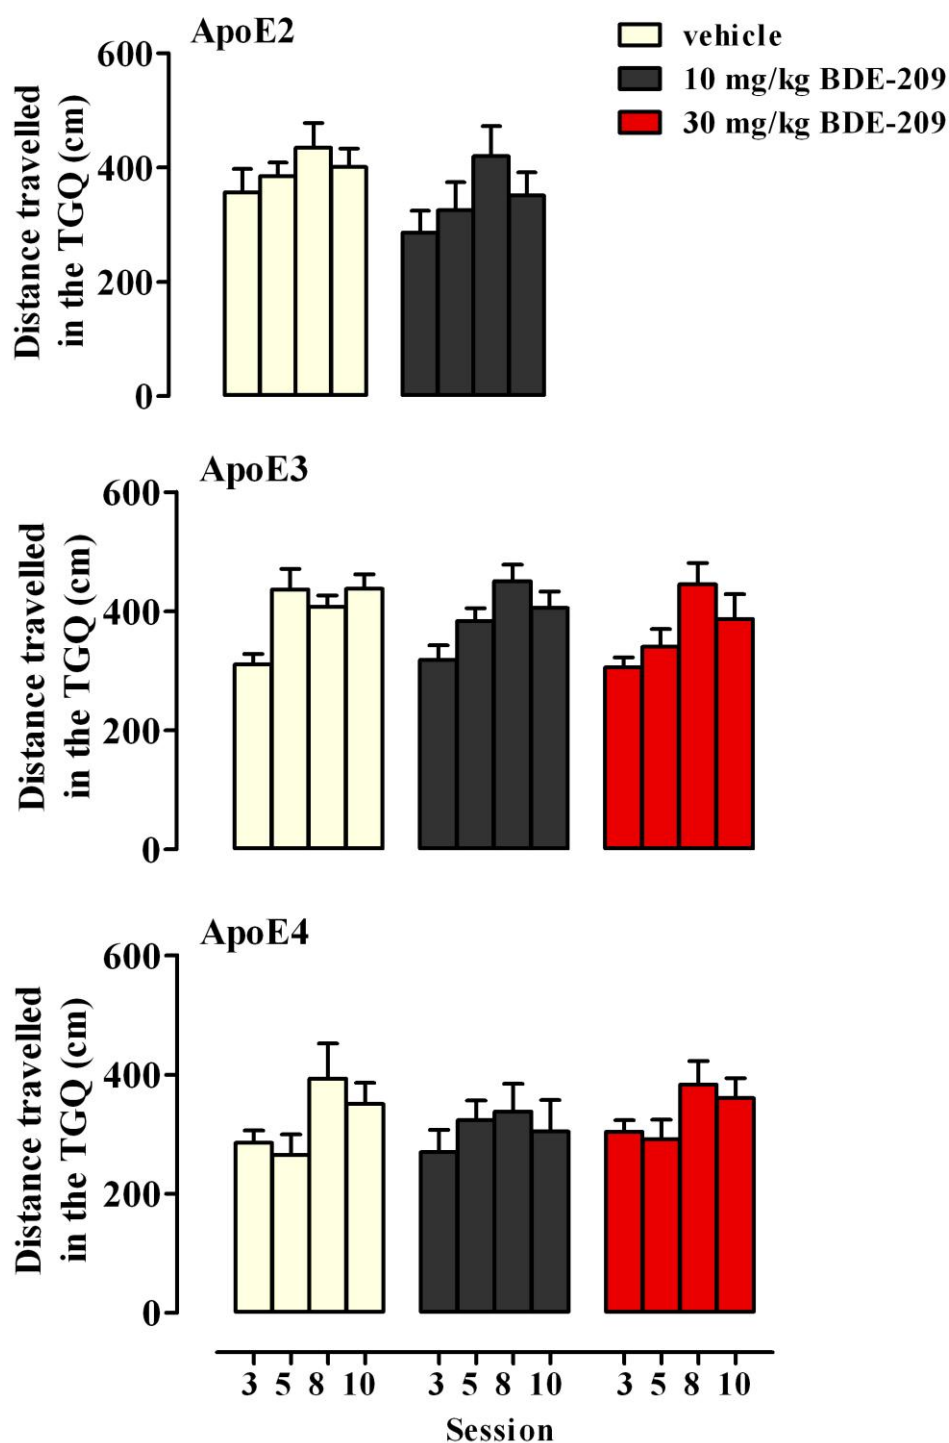 ApoE2
vehicle
10 mg/kg BDE-209
30 mg/kg BDE-209
Distance travelled
in the TGQ (cm)
600
400
200
0
ApoE3
Distance travelled
in the TGQ (cm)
600
400
200
0
ApoE4
Distance travelled
in the TGQ (cm)
600
400
200
0
3 5 8 10 3 5 8 10 3 5 8 10
Session